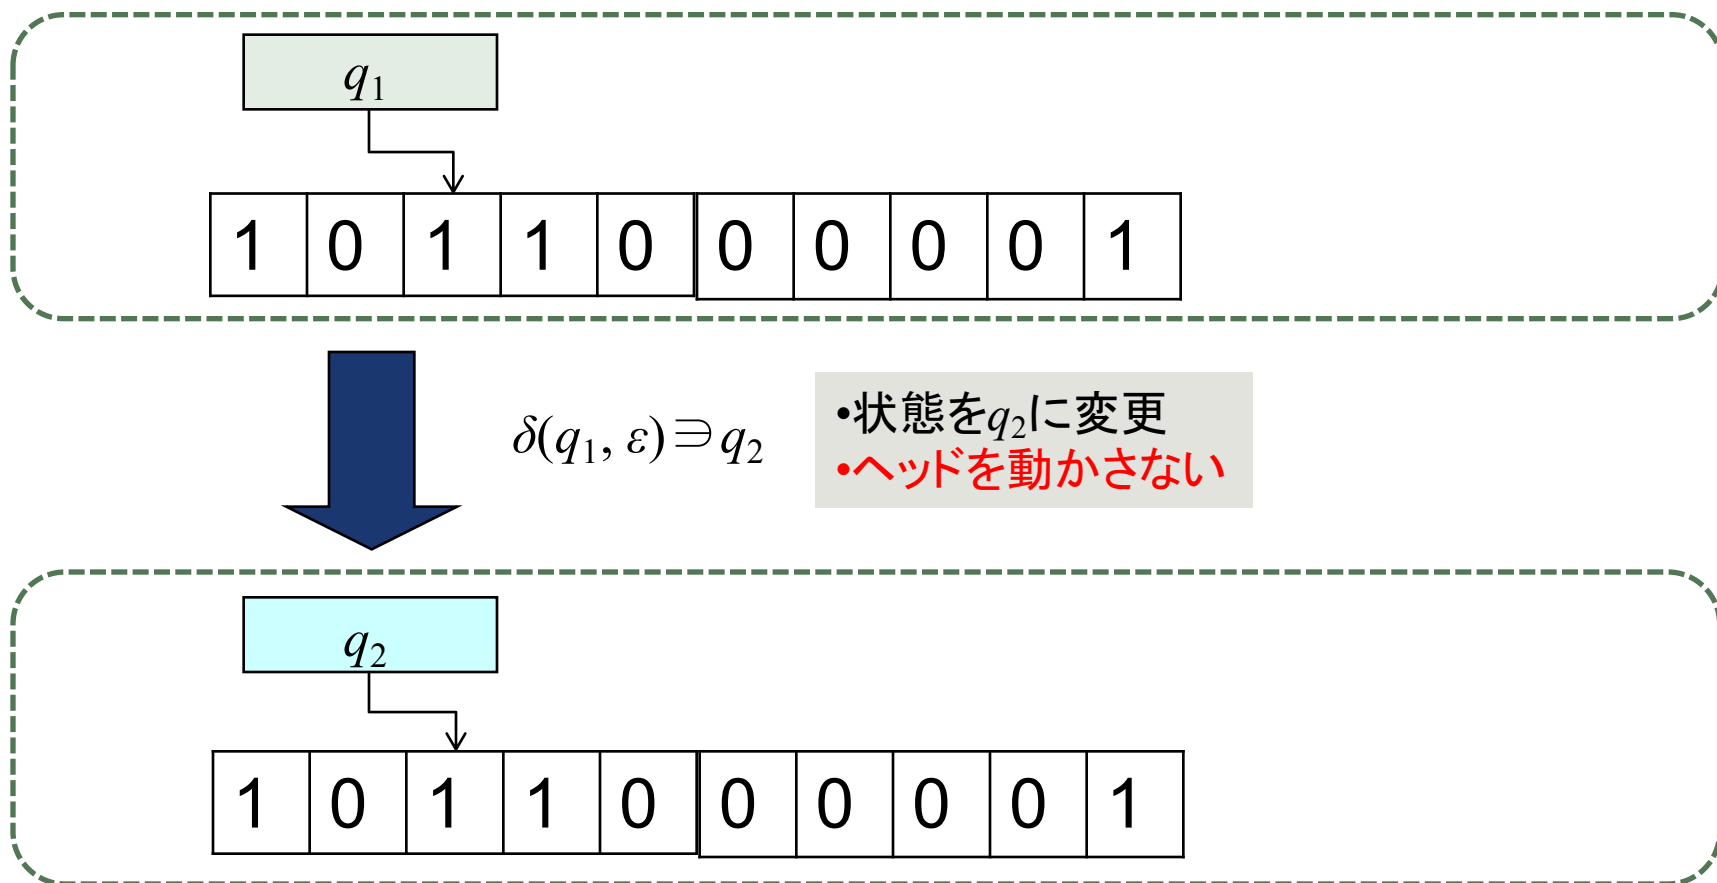 q₁
1 0 1 1 0 0 0 0 0 1
δ(q₁, ε)∋q₂
•状態をq₂に変更
•ヘッドを動かさない
q₂
1 0 1 1 0 0 0 0 0 1